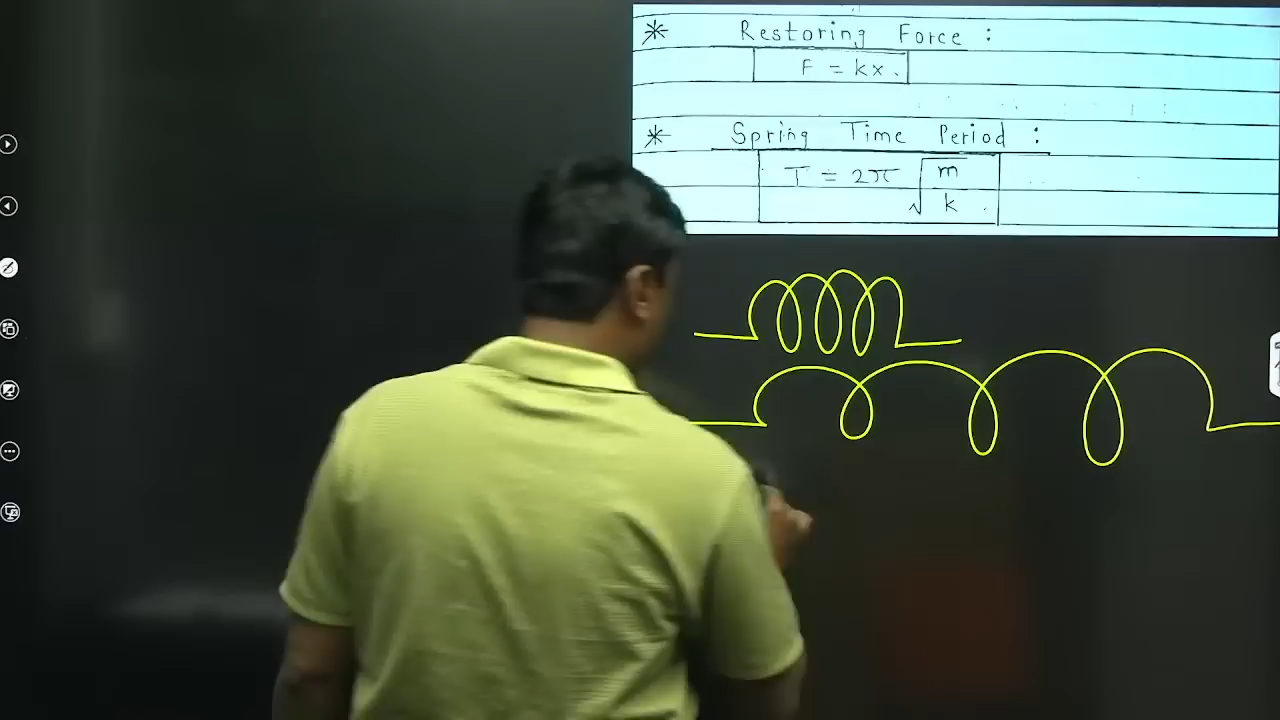 * Restoring Force :
F = kx.
* Spring Time Period :
T = 2π √m/k .